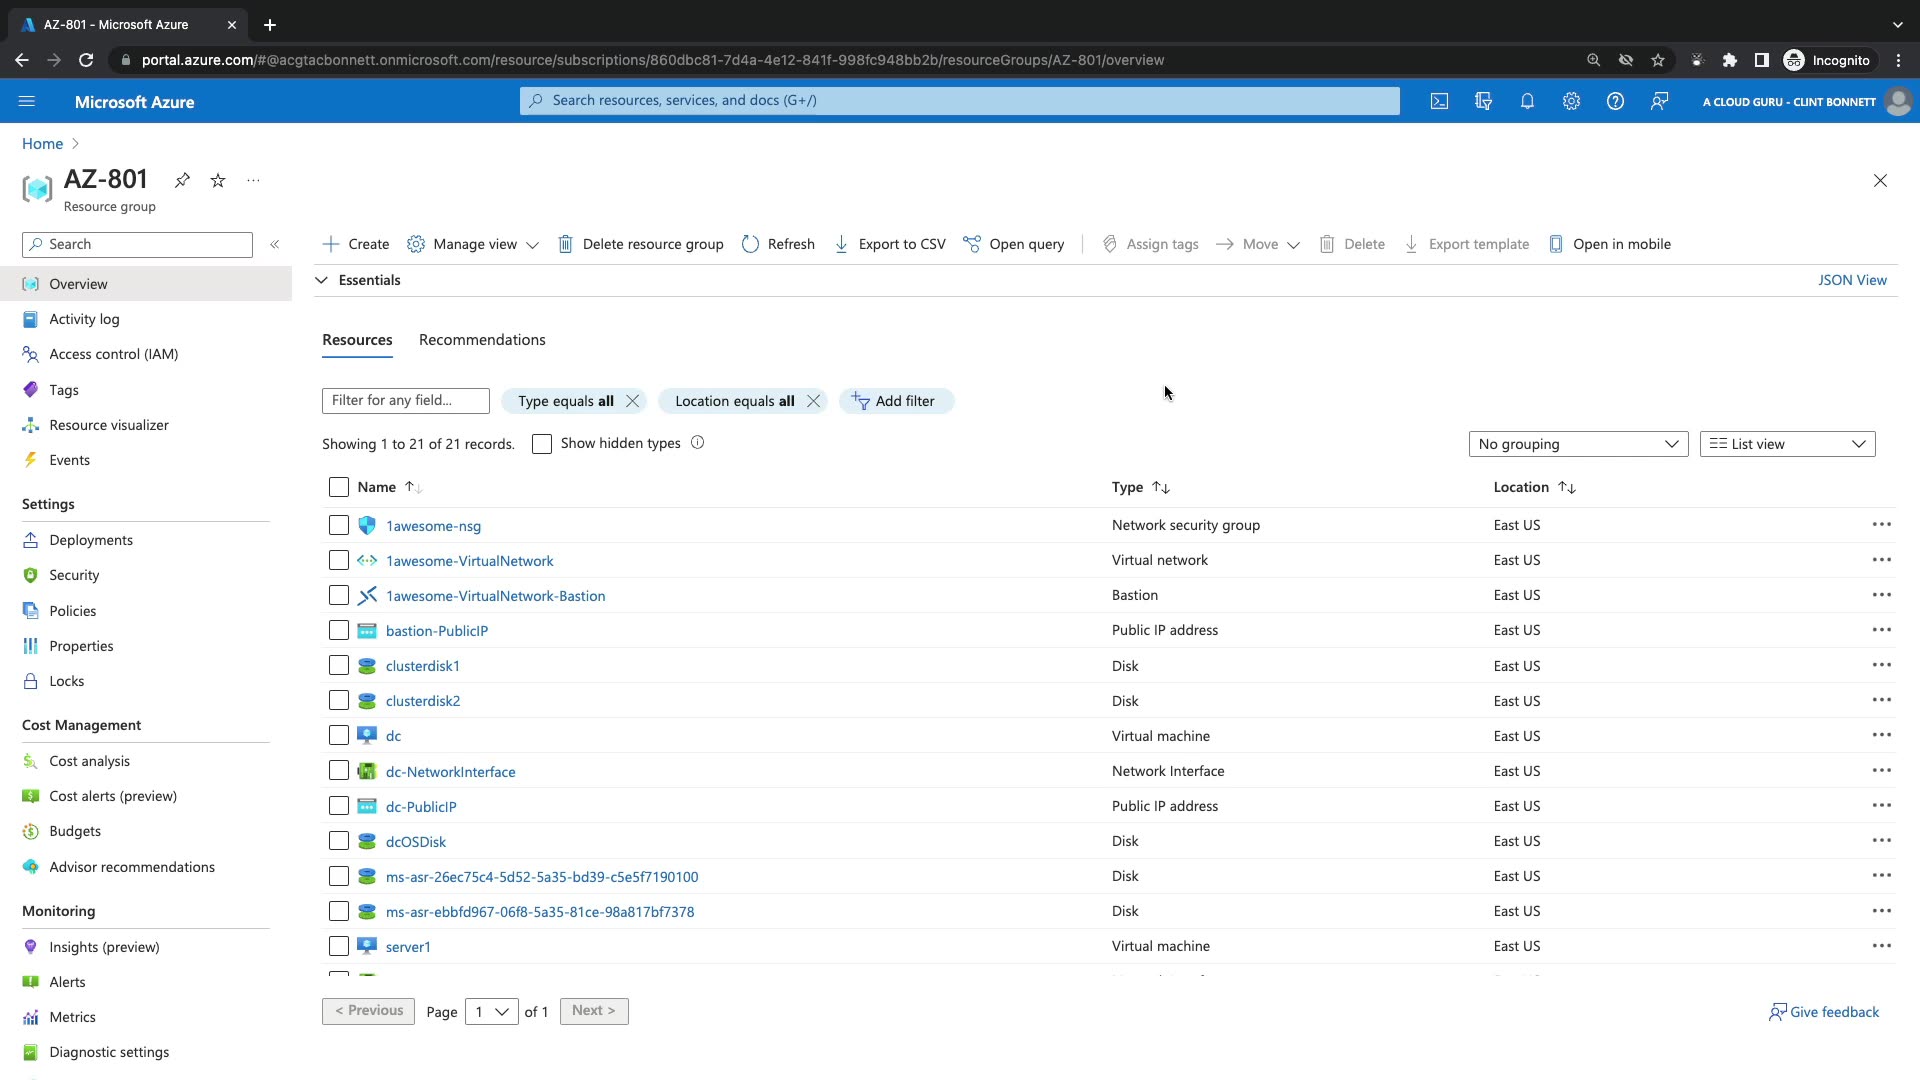 AZ-801 - Microsoft Azure
portal.azure.com/#@acgtacbonnett.onmicrosoft.com/resource/subscriptions/860dbc81-7d4a-4e12-841f-998fc948bb2b/resourceGroups/AZ-801/overview
Incognito
Microsoft Azure
Search resources, services, and docs (G+/)
A CLOUD GURU - CLINT BONNETT
Home
AZ-801
Resource group
Search
Create
Manage view
Delete resource group
Refresh
Export to CSV
Open query
Assign tags
Move
Delete
Export template
Open in mobile
Overview
Activity log
Access control (IAM)
Tags
Resource visualizer
Events
Settings
Deployments
Security
Policies
Properties
Locks
Cost Management
Cost analysis
Cost alerts (preview)
Budgets
Advisor recommendations
Monitoring
Insights (preview)
Alerts
Metrics
Diagnostic settings
Essentials
JSON View
Resources
Recommendations
Filter for any field...
Type equals all
Location equals all
Add filter
Showing 1 to 21 of 21 records.
Show hidden types
No grouping
List view
Name Type Location
1awesome-nsg Network security group East US
1awesome-VirtualNetwork Virtual network East US
1awesome-VirtualNetwork-Bastion Bastion East US
bastion-PublicIP Public IP address East US
clusterdisk1 Disk East US
clusterdisk2 Disk East US
dc Virtual machine East US
dc-NetworkInterface Network Interface East US
dc-PublicIP Public IP address East US
dcOSDisk Disk East US
ms-asr-26ec75c4-5d52-5a35-bd39-c5e5f7190100 Disk East US
ms-asr-ebbfd967-06f8-5a35-81ce-98a817bf7378 Disk East US
server1 Virtual machine East US
< Previous
Page 1 of 1
Next >
Give feedback